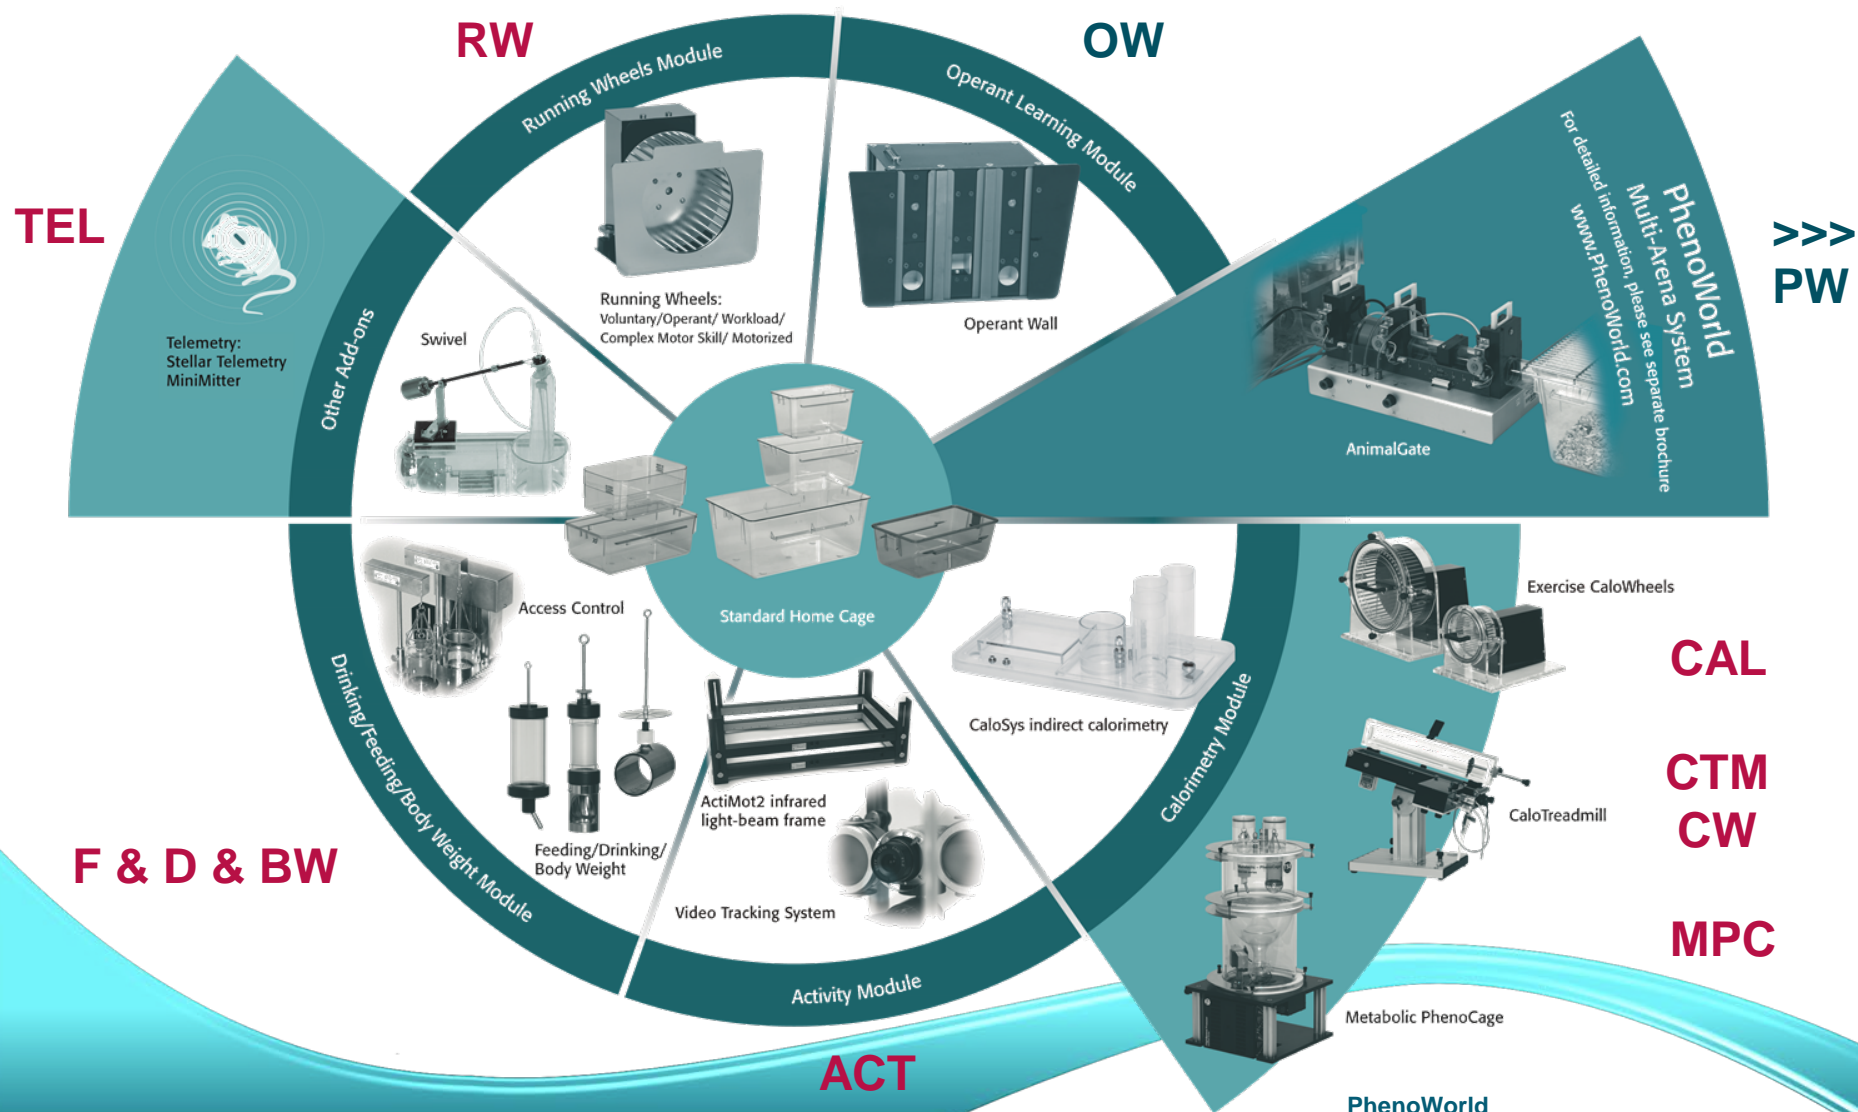 RW
OW
Running Wheels Module
Operant Learning Module
TEL
Telemetry:
Stellar Telemetry
MiniMitter
Other Add-ons
Swivel
Running Wheels:
Voluntary/Operant/ Workload/
Complex Motor Skill/ Motorized
Operant Wall
PhenoWorld
Multi-Arena System
For detailed information, please see separate brochure
www.PhenoWorld.com
AnimalGate
>>>
PW
Standard Home Cage
Access Control
Drinking/Feeding/Body Weight Module
Feeding/Drinking/
Body Weight
F & D & BW
ActiMot2 infrared
light-beam frame
Video Tracking System
Activity Module
ACT
CaloSys indirect calorimetry
Calorimetry Module
Exercise CaloWheels
CAL
CaloTreadmill
CTM
CW
Metabolic PhenoCage
MPC
PhenoWorld